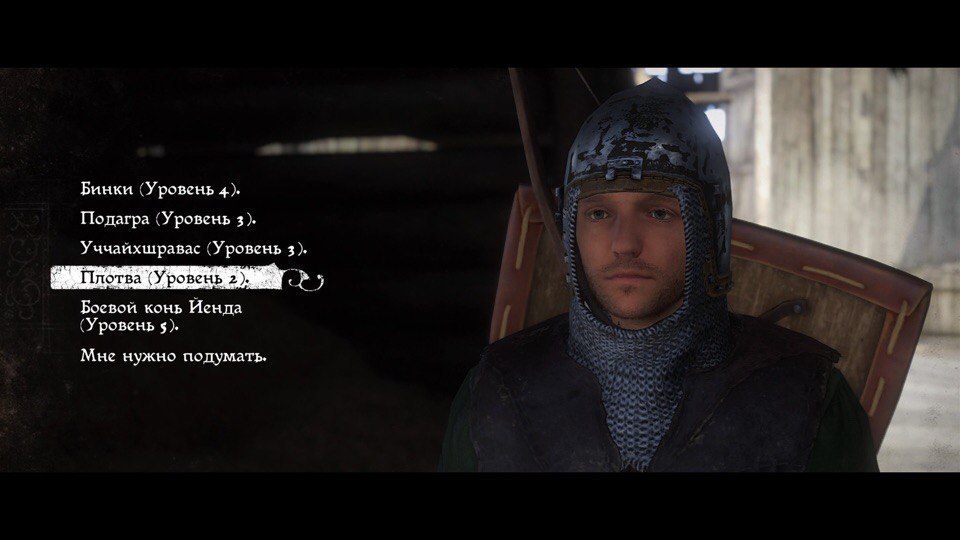 Бинки (Уровень 4).
Подагра (Уровень 3).
Уччайхшравас (Уровень 3).
Плотва (Уровень 2).
Боевой конь Йенда
(Уровень 5).
Мне нужно подумать.